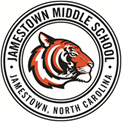 JAMESTOWN MIDDLE SCHOOL
JAMESTOWN, NORTH CAROLINA